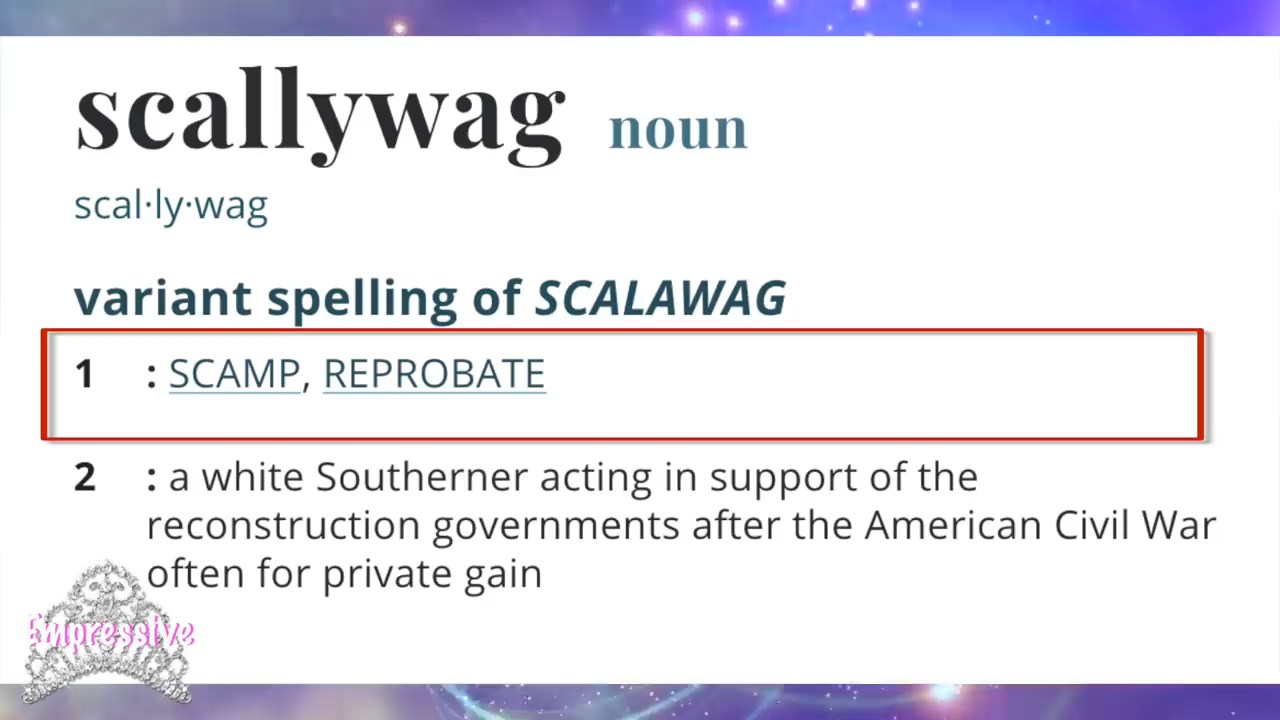 scallywag noun
scal·ly·wag
variant spelling of SCALAWAG
1 : SCAMP, REPROBATE
2 : a white Southerner acting in support of the
reconstruction governments after the American Civil War
often for private gain
Empressive